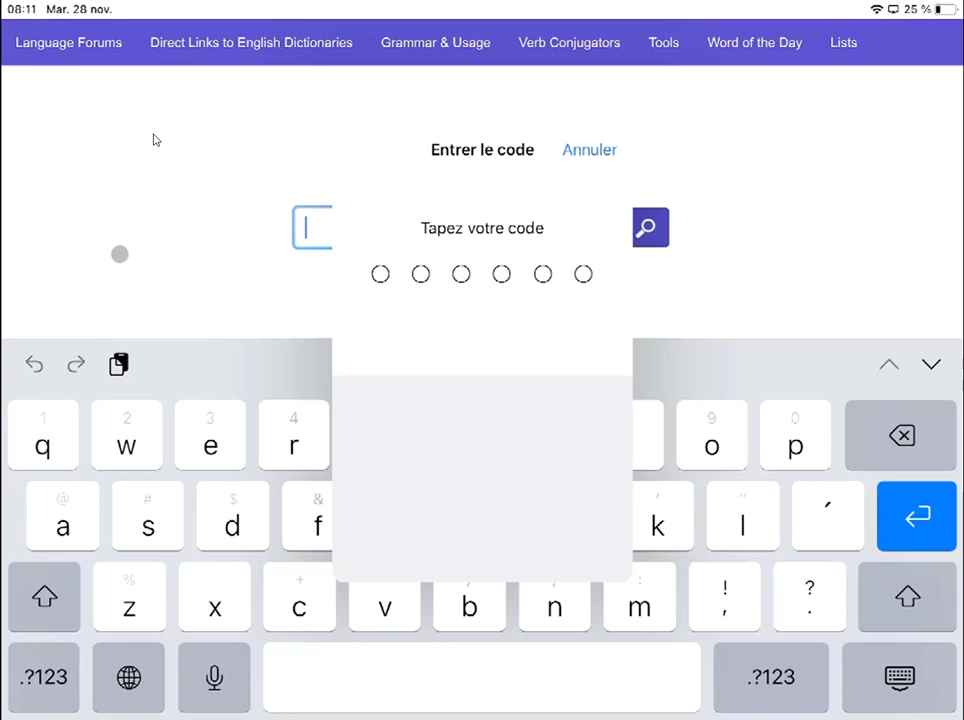 08:11 Mar. 28 nov. 25 %
Language Forums Direct Links to English Dictionaries Grammar & Usage Verb Conjugators Tools Word of the Day Lists
Entrer le code Annuler
Tapez votre code
1 2 3 4 9 0
q w e r o p
@ # $ & ' "
a s d f k l ´
% + / ; : ! ?
z x c v b n m , .
.?123 .?123